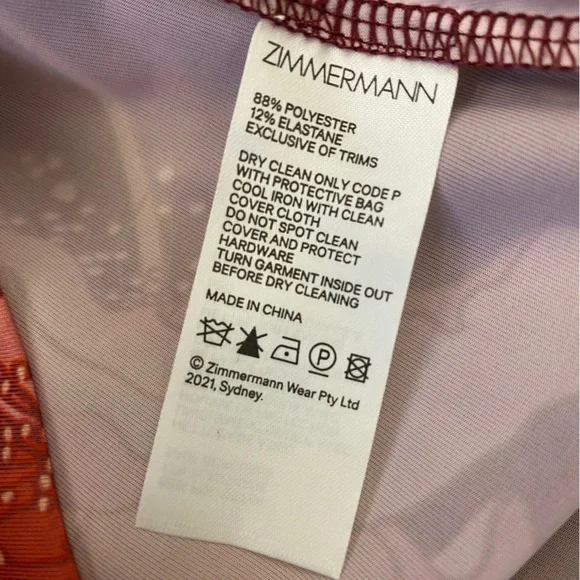 ZIMMERMANN
88% POLYESTER
12% ELASTANE
EXCLUSIVE OF TRIMS
DRY CLEAN ONLY CODE P
WITH PROTECTIVE BAG
COOL IRON WITH CLEAN
COVER CLOTH
DO NOT SPOT CLEAN
COVER AND PROTECT
HARDWARE
TURN GARMENT INSIDE OUT
BEFORE DRY CLEANING
MADE IN CHINA
P
© Zimmermann Wear Pty Ltd
2021, Sydney.